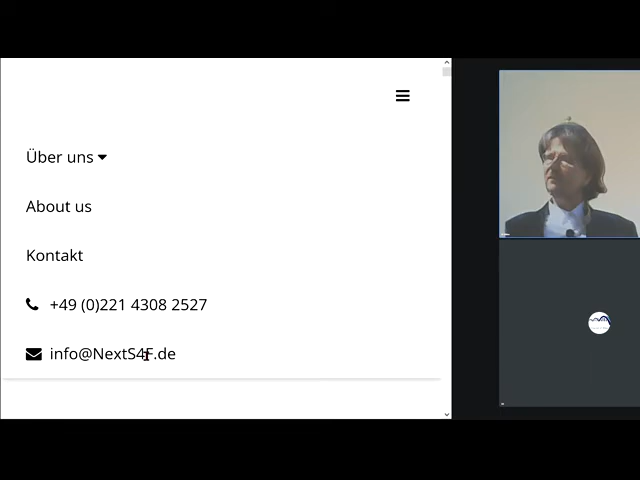 Über uns
About us
Kontakt
+49 (0)221 4308 2527
info@NextS4F.de